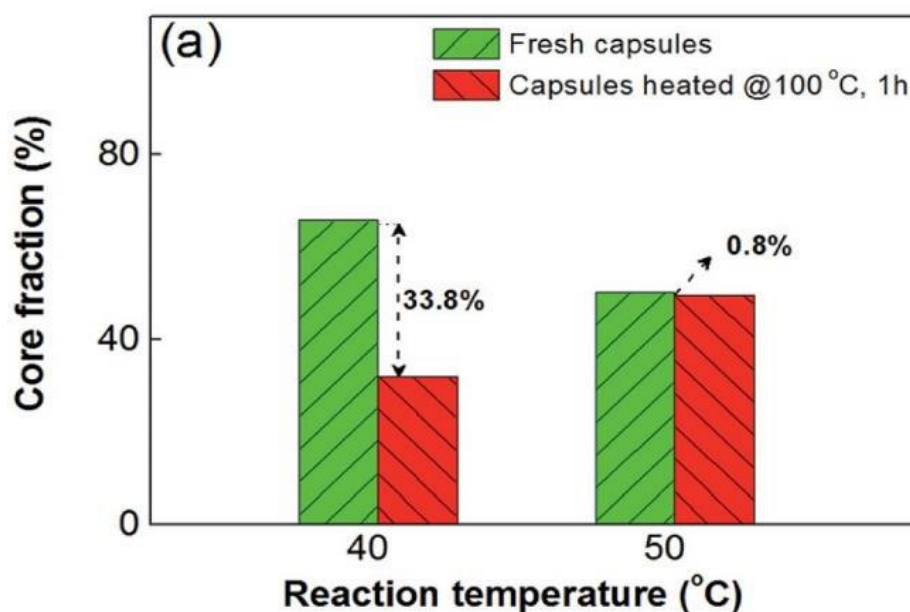 (a)
Fresh capsules
Capsules heated @100 °C, 1h
Core fraction (%)
80
40
0
33.8%
0.8%
40
50
Reaction temperature (°C)